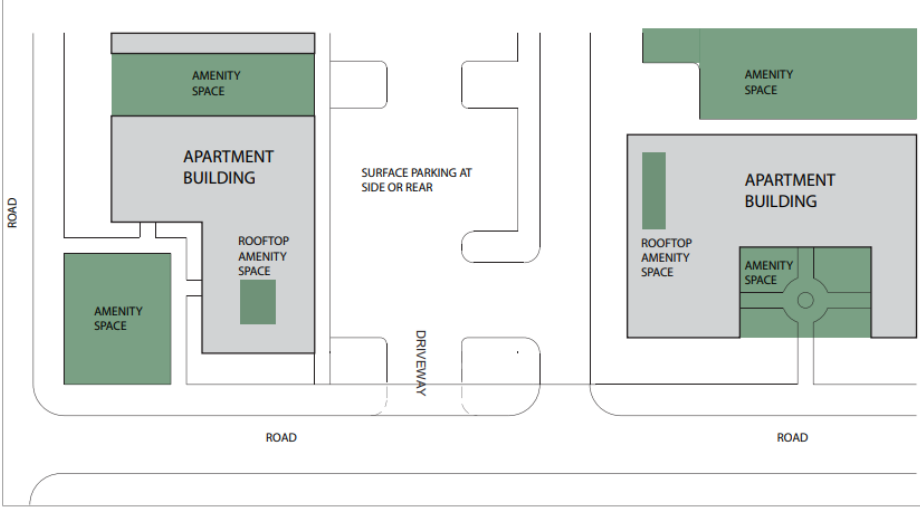 AMENITY
SPACE
APARTMENT
BUILDING
ROAD
ROOFTOP
AMENITY
SPACE
AMENITY
SPACE
SURFACE PARKING AT
SIDE OR REAR
DRIVEWAY
ROAD
AMENITY
SPACE
APARTMENT
BUILDING
ROOFTOP
AMENITY
SPACE
AMENITY
SPACE
ROAD